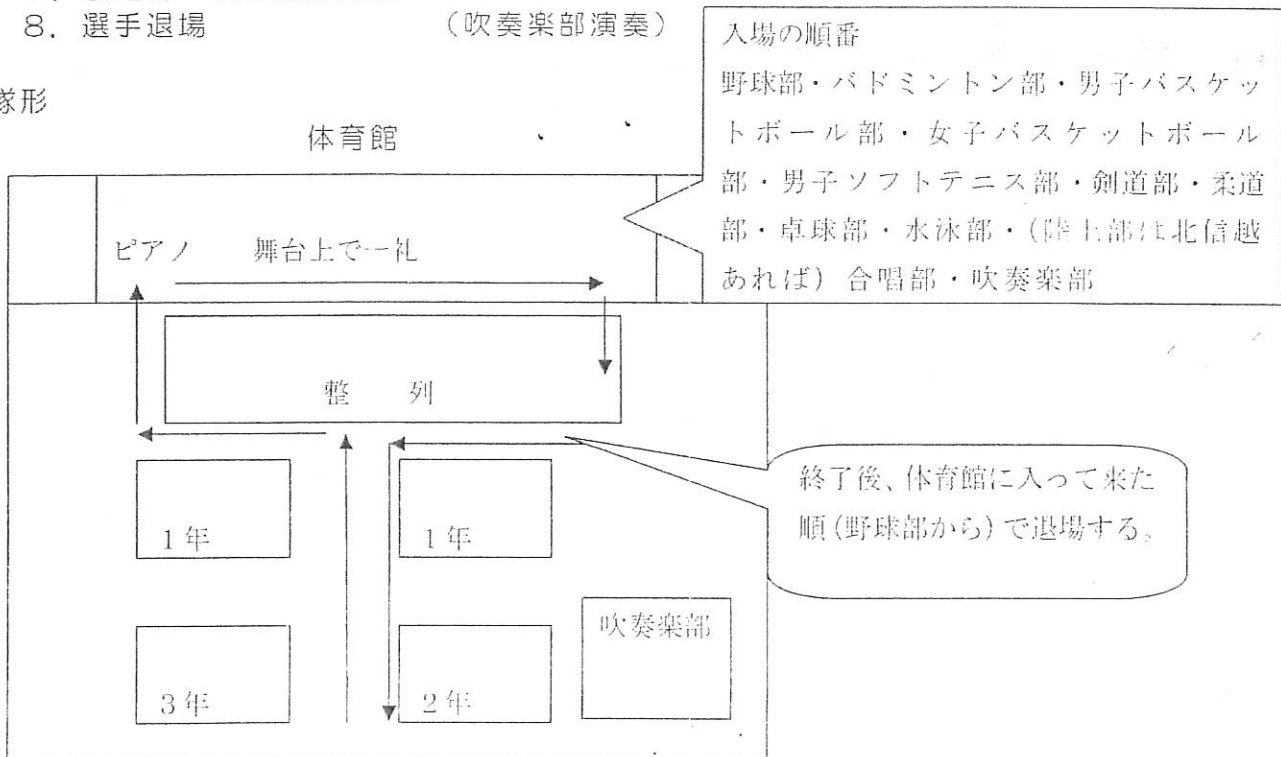 8．選手退場　（吹奏楽部演奏）
隊形
体育館
入場の順番
野球部・バドミントン部・男子バスケッ
トボール部・女子バスケットボール
部・男子ソフトテニス部・剣道部・柔道
部・卓球部・水泳部・(陸上部は北信越
あれば）合唱部・吹奏楽部
ピアノ　舞台上で一礼
整　列
終了後、体育館に入って来た
順(野球部から)で退場する。
1年　1年
吹奏楽部
3年　2年